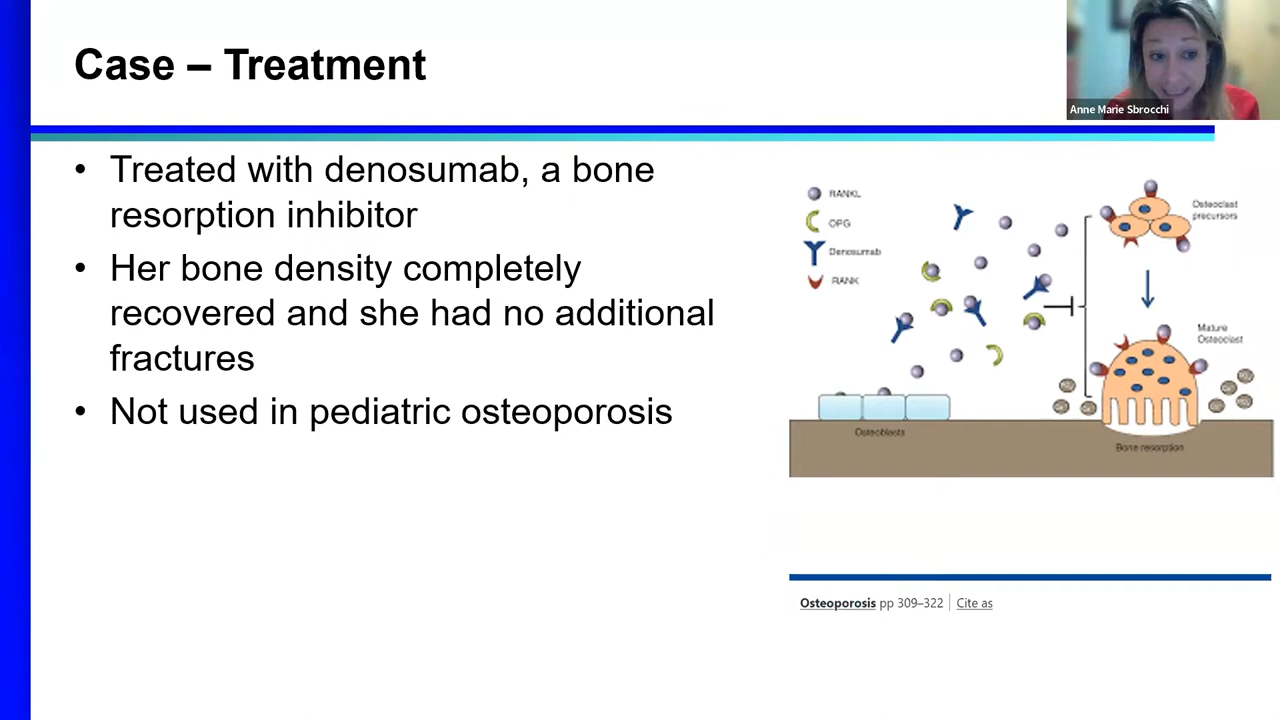 Case – Treatment
Anne Marie Sbrocchi
• Treated with denosumab, a bone
resorption inhibitor
• Her bone density completely
recovered and she had no additional
fractures
• Not used in pediatric osteoporosis
RANKL
OPG
Denosumab
RANK
Osteoclast
precursors
Mature
Osteoclast
Osteoblasts
Bone resorption
Osteoporosis pp 309–322 | Cite as